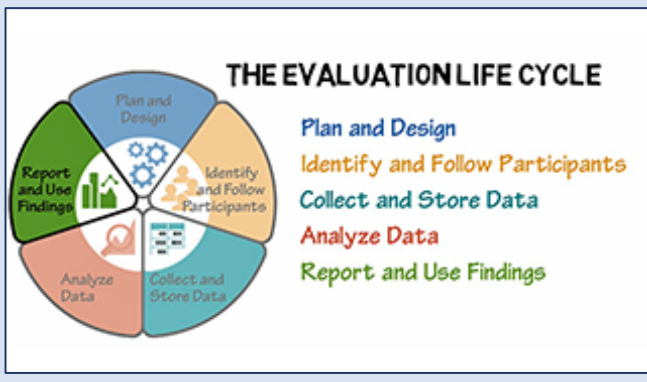 THE EVALUATION LIFE CYCLE
Plan and Design
Identify and Follow Participants
Collect and Store Data
Analyze Data
Report and Use Findings
Plan and
Design
Identify
and Follow
Participants
Collect and
Store Data
Analyze
Data
Report
and Use
Findings